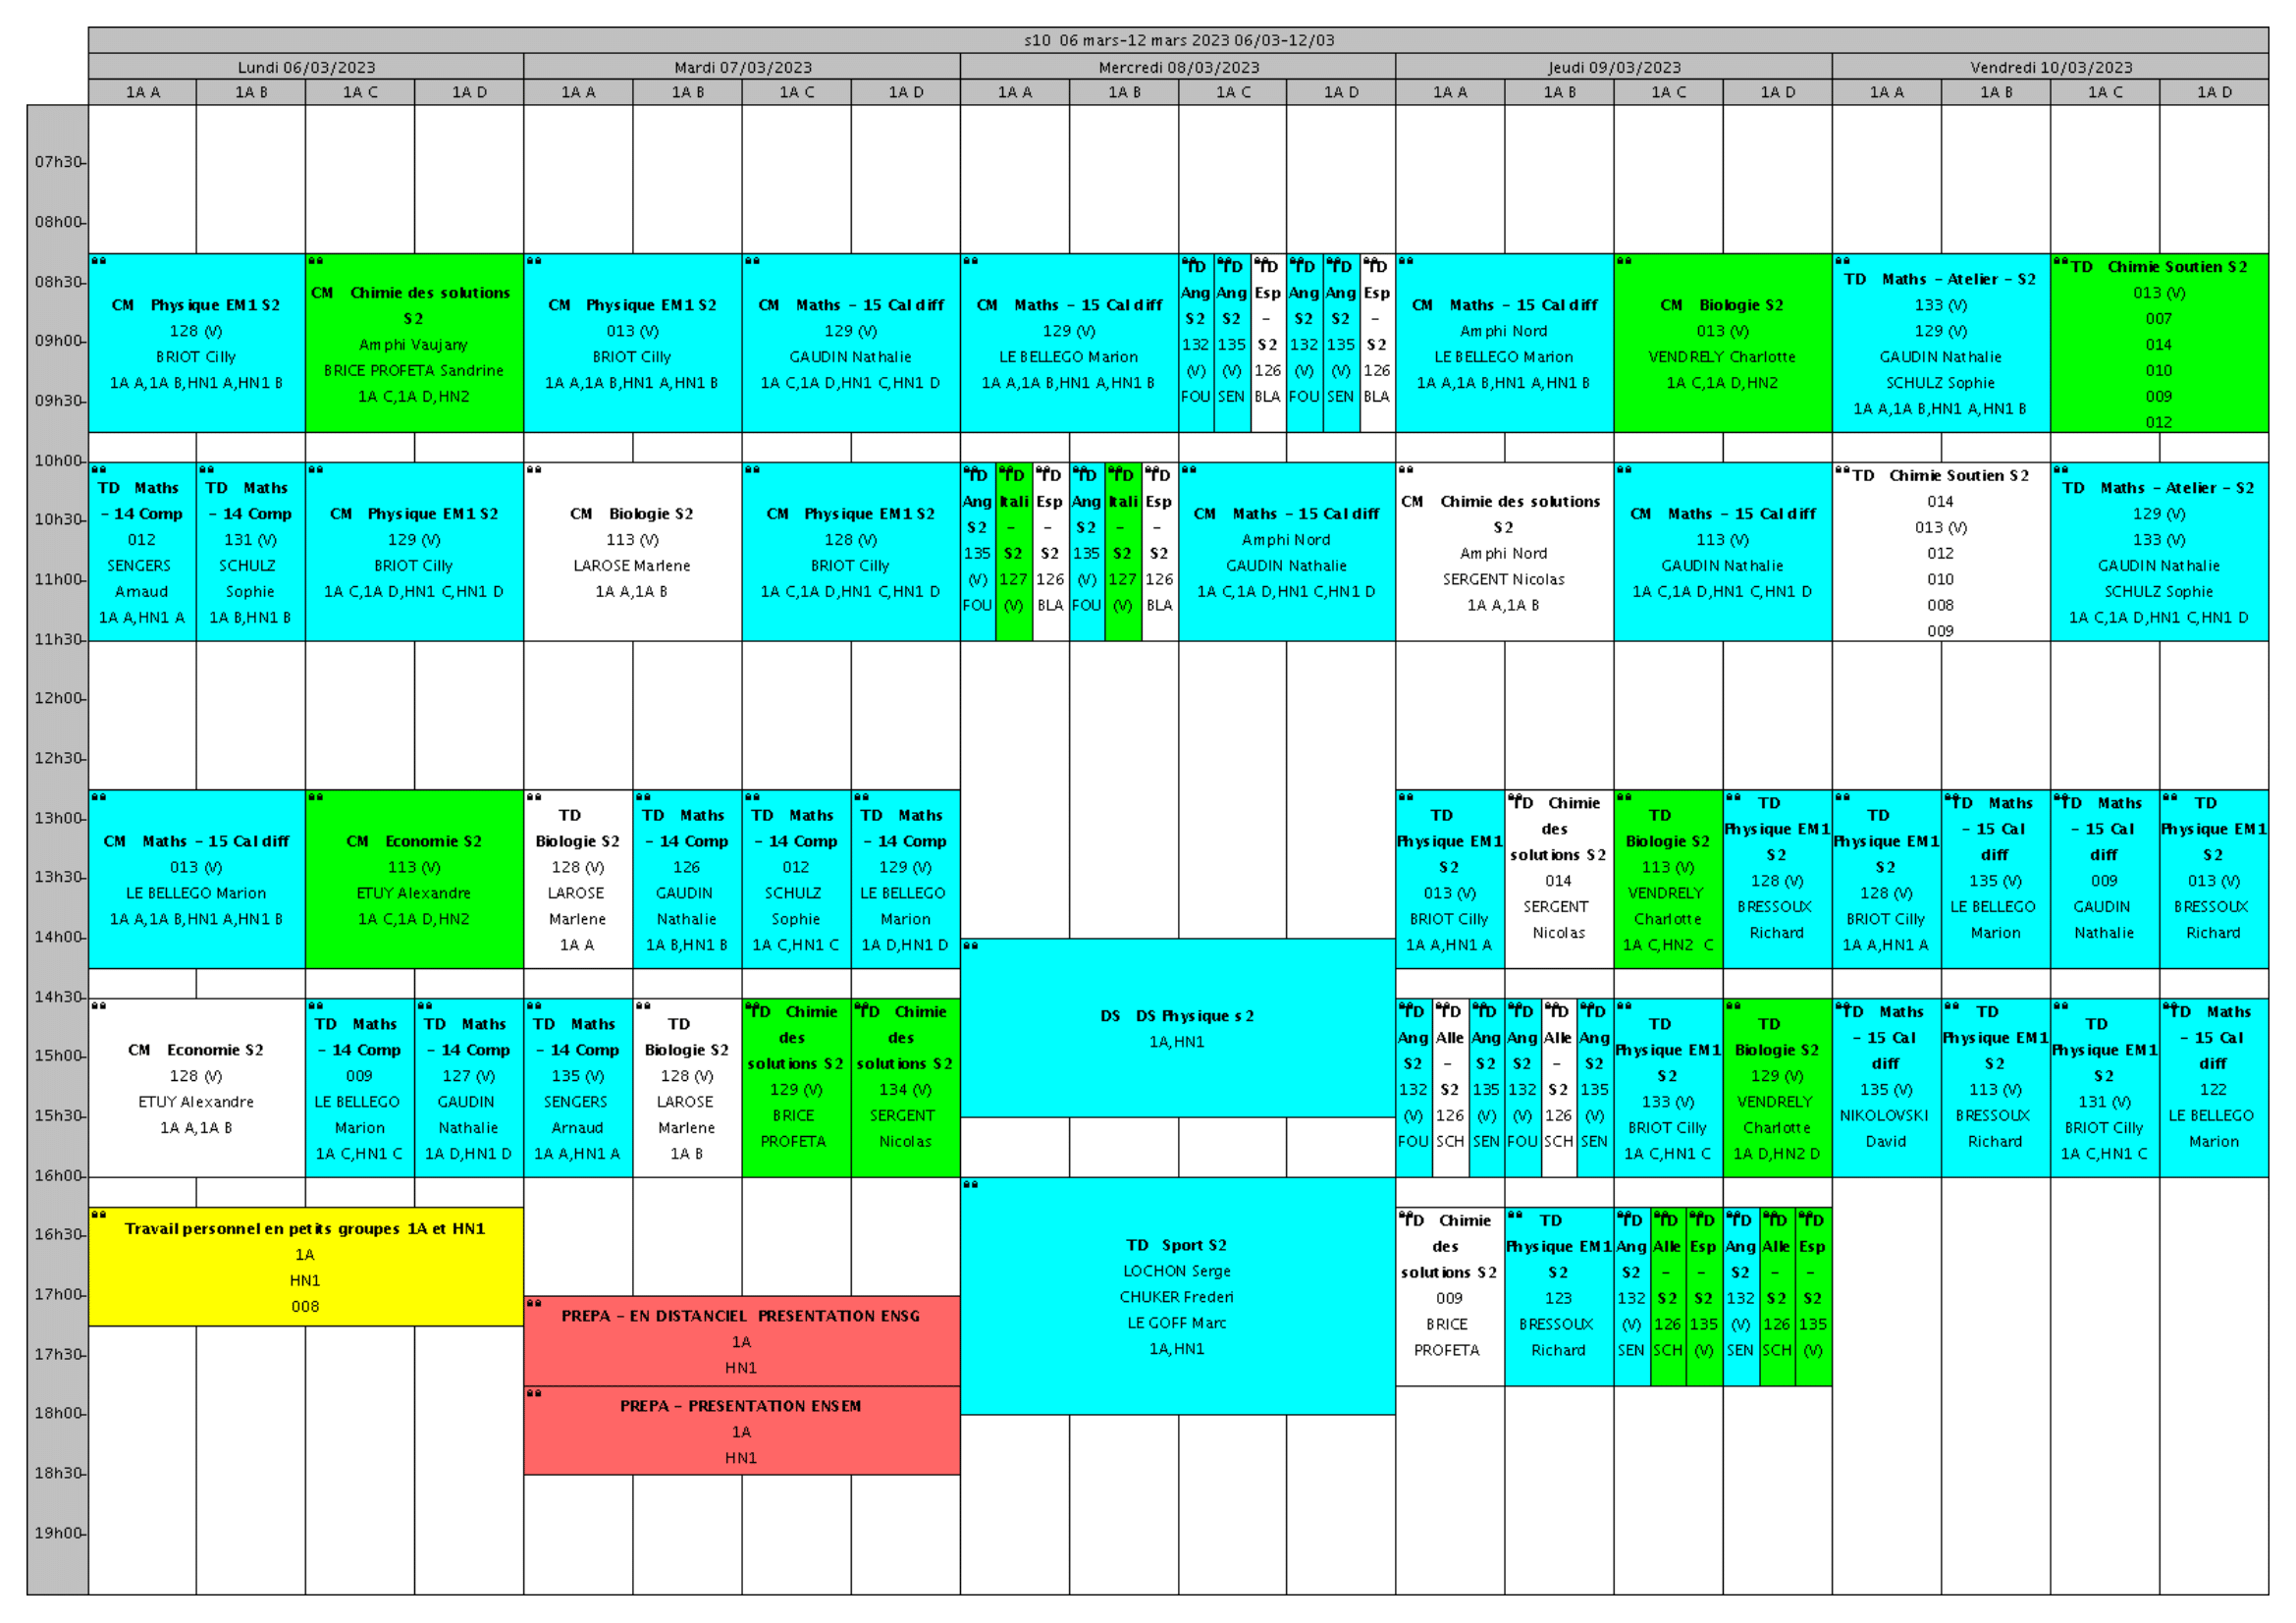 s10 06 mars-12 mars 2023 06/03-12/03
Lundi 06/03/2023
Mardi 07/03/2023
Mercredi 08/03/2023
Jeudi 09/03/2023
Vendredi 10/03/2023
1A A
1A B
1A C
1A D
1A A
1A B
1A C
1A D
1A A
1A B
1A C
1A D
1A A
1A B
1A C
1A D
1A A
1A B
1A C
1A D
07h30
08h00
08h30
09h00
09h30
10h00
10h30
11h00
11h30
12h00
12h30
13h00
13h30
14h00
14h30
15h00
15h30
16h00
16h30
17h00
17h30
18h00
18h30
19h00
CM Physique EM1 S2
128 (V)
BRIOT Cilly
1A A,1A B,HN1 A,HN1 B
CM Chimie des solutions
S2
Amphi Vaujany
BRICE PROFETA Sandrine
1A C,1A D,HN2
CM Physique EM1 S2
013 (V)
BRIOT Cilly
1A A,1A B,HN1 A,HN1 B
CM Maths - 15 Cal diff
129 (V)
GAUDIN Nathalie
1A C,1A D,HN1 C,HN1 D
CM Maths - 15 Cal diff
129 (V)
LE BELLEGO Marion
1A A,1A B,HN1 A,HN1 B
TD
Ang
S2
132
(V)
FOU
TD
Ang
S2
135
(V)
SEN
TD
Esp
-
S2
126
BLA
TD
Ang
S2
132
(V)
FOU
TD
Ang
S2
135
(V)
SEN
TD
Esp
-
S2
126
BLA
CM Maths - 15 Cal diff
Amphi Nord
LE BELLEGO Marion
1A A,1A B,HN1 A,HN1 B
CM Biologie S2
013 (V)
VENDRELY Charlotte
1A C,1A D,HN2
TD Maths - Atelier - S2
133 (V)
129 (V)
GAUDIN Nathalie
SCHULZ Sophie
1A A,1A B,HN1 A,HN1 B
TD Chimie Soutien S2
013 (V)
007
014
010
009
012
TD Maths
- 14 Comp
012
SENGERS
Arnaud
1A A,HN1 A
TD Maths
- 14 Comp
131 (V)
SCHULZ
Sophie
1A B,HN1 B
CM Physique EM1 S2
129 (V)
BRIOT Cilly
1A C,1A D,HN1 C,HN1 D
CM Biologie S2
113 (V)
LAROSE Marlene
1A A,1A B
CM Physique EM1 S2
128 (V)
BRIOT Cilly
1A C,1A D,HN1 C,HN1 D
TD
Ang
S2
135
(V)
FOU
TD
Itali
-
S2
127
(V)
TD
Esp
-
S2
126
BLA
TD
Ang
S2
135
(V)
FOU
TD
Itali
-
S2
127
(V)
TD
Esp
-
S2
126
BLA
CM Maths - 15 Cal diff
Amphi Nord
GAUDIN Nathalie
1A C,1A D,HN1 C,HN1 D
CM Chimie des solutions
S2
Amphi Nord
SERGENT Nicolas
1A A,1A B
CM Maths - 15 Cal diff
113 (V)
GAUDIN Nathalie
1A C,1A D,HN1 C,HN1 D
TD Chimie Soutien S2
014
013 (V)
012
010
008
009
TD Maths - Atelier - S2
129 (V)
133 (V)
GAUDIN Nathalie
SCHULZ Sophie
1A C,1A D,HN1 C,HN1 D
CM Maths - 15 Cal diff
013 (V)
LE BELLEGO Marion
1A A,1A B,HN1 A,HN1 B
CM Economie S2
113 (V)
ETUY Alexandre
1A C,1A D,HN2
TD
Biologie S2
128 (V)
LAROSE
Marlene
1A A
TD Maths
- 14 Comp
126
GAUDIN
Nathalie
1A B,HN1 B
TD Maths
- 14 Comp
012
SCHULZ
Sophie
1A C,HN1 C
TD Maths
- 14 Comp
129 (V)
LE BELLEGO
Marion
1A D,HN1 D
TD
Physique EM1
S2
013 (V)
BRIOT Cilly
1A A,HN1 A
TD Chimie
des
solutions S2
014
SERGENT
Nicolas
TD
Biologie S2
113 (V)
VENDRELY
Charlotte
1A C,HN2 C
TD
Physique EM1
S2
128 (V)
BRESSOUX
Richard
TD
Physique EM1
S2
128 (V)
BRIOT Cilly
1A A,HN1 A
TD Maths
- 15 Cal
diff
135 (V)
LE BELLEGO
Marion
TD Maths
- 15 Cal
diff
009
GAUDIN
Nathalie
TD
Physique EM1
S2
013 (V)
BRESSOUX
Richard
DS DS Physique s2
1A,HN1
CM Economie S2
128 (V)
ETUY Alexandre
1A A,1A B
TD Maths
- 14 Comp
009
LE BELLEGO
Marion
1A C,HN1 C
TD Maths
- 14 Comp
127 (V)
GAUDIN
Nathalie
1A D,HN1 D
TD Maths
- 14 Comp
135 (V)
SENGERS
Arnaud
1A A,HN1 A
TD
Biologie S2
128 (V)
LAROSE
Marlene
1A B
TD Chimie
des
solutions S2
129 (V)
BRICE
PROFETA
TD Chimie
des
solutions S2
134 (V)
SERGENT
Nicolas
TD
Ang
S2
132
(V)
FOU
TD
Alle
-
S2
126
SCH
TD
Ang
S2
135
(V)
SEN
TD
Ang
S2
132
(V)
FOU
TD
Alle
-
S2
126
SCH
TD
Ang
S2
135
(V)
SEN
TD
Physique EM1
S2
133 (V)
BRIOT Cilly
1A C,HN1 C
TD
Biologie S2
129 (V)
VENDRELY
Charlotte
1A D,HN2 D
TD Maths
- 15 Cal
diff
135 (V)
NIKOLOVSKI
David
TD
Physique EM1
S2
113 (V)
BRESSOUX
Richard
TD
Physique EM1
S2
131 (V)
BRIOT Cilly
1A C,HN1 C
TD Maths
- 15 Cal
diff
122
LE BELLEGO
Marion
Travail personnel en petits groupes 1A et HN1
1A
HN1
008
PREPA - EN DISTANCIEL PRESENTATION ENSG
1A
HN1
PREPA - PRESENTATION ENSEM
1A
HN1
TD Sport S2
LOCHON Serge
CHUKER Frederi
LE GOFF Marc
1A,HN1
TD Chimie
des
solutions S2
009
BRICE
PROFETA
TD
Physique EM1
S2
123
BRESSOUX
Richard
TD
Ang
S2
132
(V)
SEN
TD
Alle
-
S2
126
SCH
TD
Esp
-
S2
135
(V)
TD
Ang
S2
132
(V)
SEN
TD
Alle
-
S2
126
SCH
TD
Esp
-
S2
135
(V)